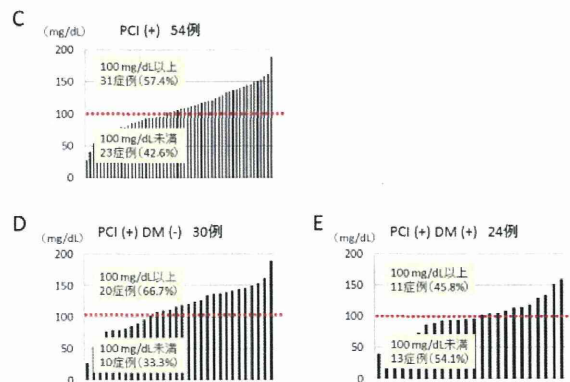 C
(mg/dL)
PCI (+) 54例
200
150
100
50
0
100 mg/dL以上
31症例(57.4%)
100 mg/dL未満
23症例(42.6%)
D
(mg/dL)
PCI (+) DM (-) 30例
200
150
100
50
0
100 mg/dL以上
20症例(66.7%)
100 mg/dL未満
10症例(33.3%)
E
(mg/dL)
PCI (+) DM (+) 24例
200
150
100
50
0
100 mg/dL以上
11症例(45.8%)
100 mg/dL未満
13症例(54.1%)